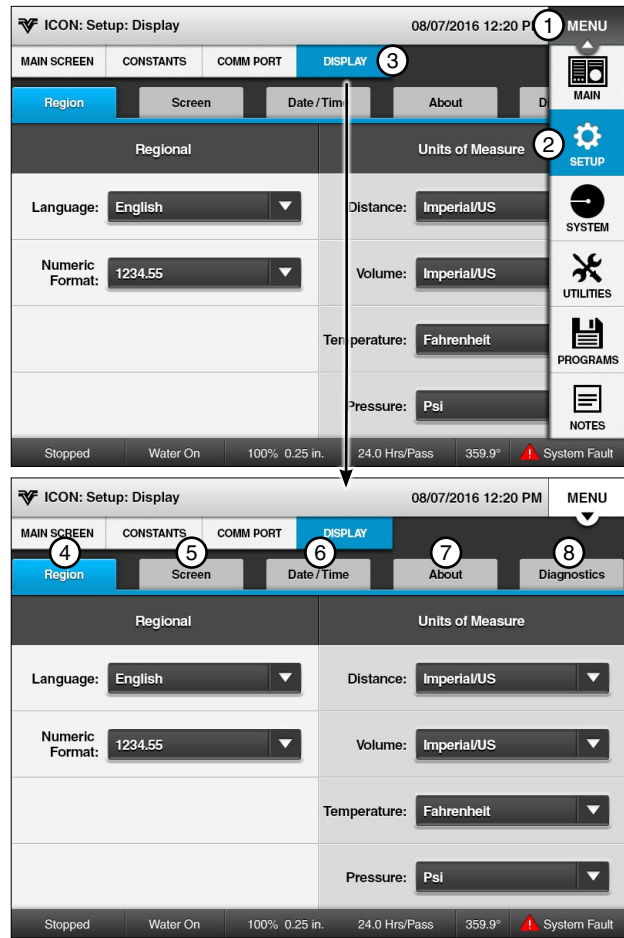 ICON: Setup: Display 08/07/2016 12:20 P 1 MENU
MAIN SCREEN CONSTANTS COMM PORT DISPLAY 3
MAIN
Region Screen Date/Time About D
Regional Units of Measure 2
SETUP
Language: English Distance: Imperial/US
SYSTEM
Numeric Format: 1234.55 Volume: Imperial/US
UTILITIES
Temperature: Fahrenheit
PROGRAMS
Pressure: Psi
NOTES
Stopped Water On 100% 0.25 in. 24.0 Hrs/Pass 359.9° System Fault
ICON: Setup: Display 08/07/2016 12:20 PM MENU
MAIN SCREEN CONSTANTS COMM PORT DISPLAY
4 5 6 7 8
Region Screen Date/Time About Diagnostics
Regional Units of Measure
Language: English Distance: Imperial/US
Numeric Format: 1234.55 Volume: Imperial/US
Temperature: Fahrenheit
Pressure: Psi
Stopped Water On 100% 0.25 in. 24.0 Hrs/Pass 359.9° System Fault